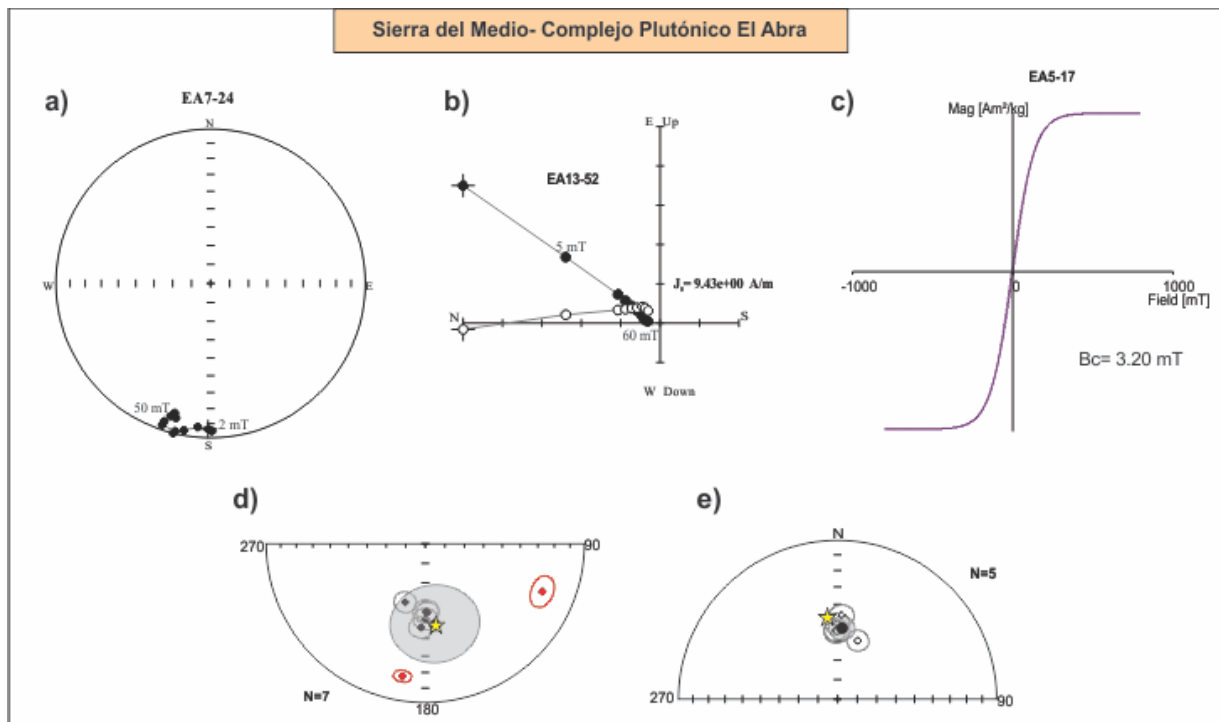 Sierra del Medio- Complejo Plutónico El Abra
a)
EA7-24
N
W
E
50 mT
2 mT
S
b)
E Up
EA13-52
5 mT
J₀= 9.43e+00 A/m
N
S
60 mT
W Down
c)
EA5-17
Mag [Am²/kg]
-1000
0
1000
Field [mT]
Bc= 3.20 mT
d)
270
90
N=7
180
e)
N
N=5
270
90